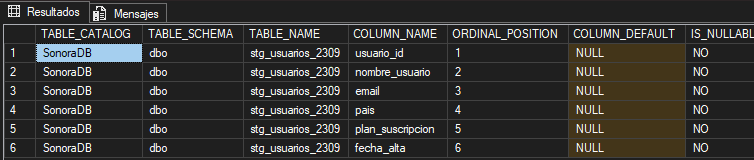 Resultados Mensajes
TABLE_CATALOG TABLE_SCHEMA TABLE_NAME COLUMN_NAME ORDINAL_POSITION COLUMN_DEFAULT IS_NULLABL
1 SonoraDB dbo stg_usuarios_2309 usuario_id 1 NULL NO
2 SonoraDB dbo stg_usuarios_2309 nombre_usuario 2 NULL NO
3 SonoraDB dbo stg_usuarios_2309 email 3 NULL NO
4 SonoraDB dbo stg_usuarios_2309 pais 4 NULL NO
5 SonoraDB dbo stg_usuarios_2309 plan_suscripcion 5 NULL NO
6 SonoraDB dbo stg_usuarios_2309 fecha_alta 6 NULL NO